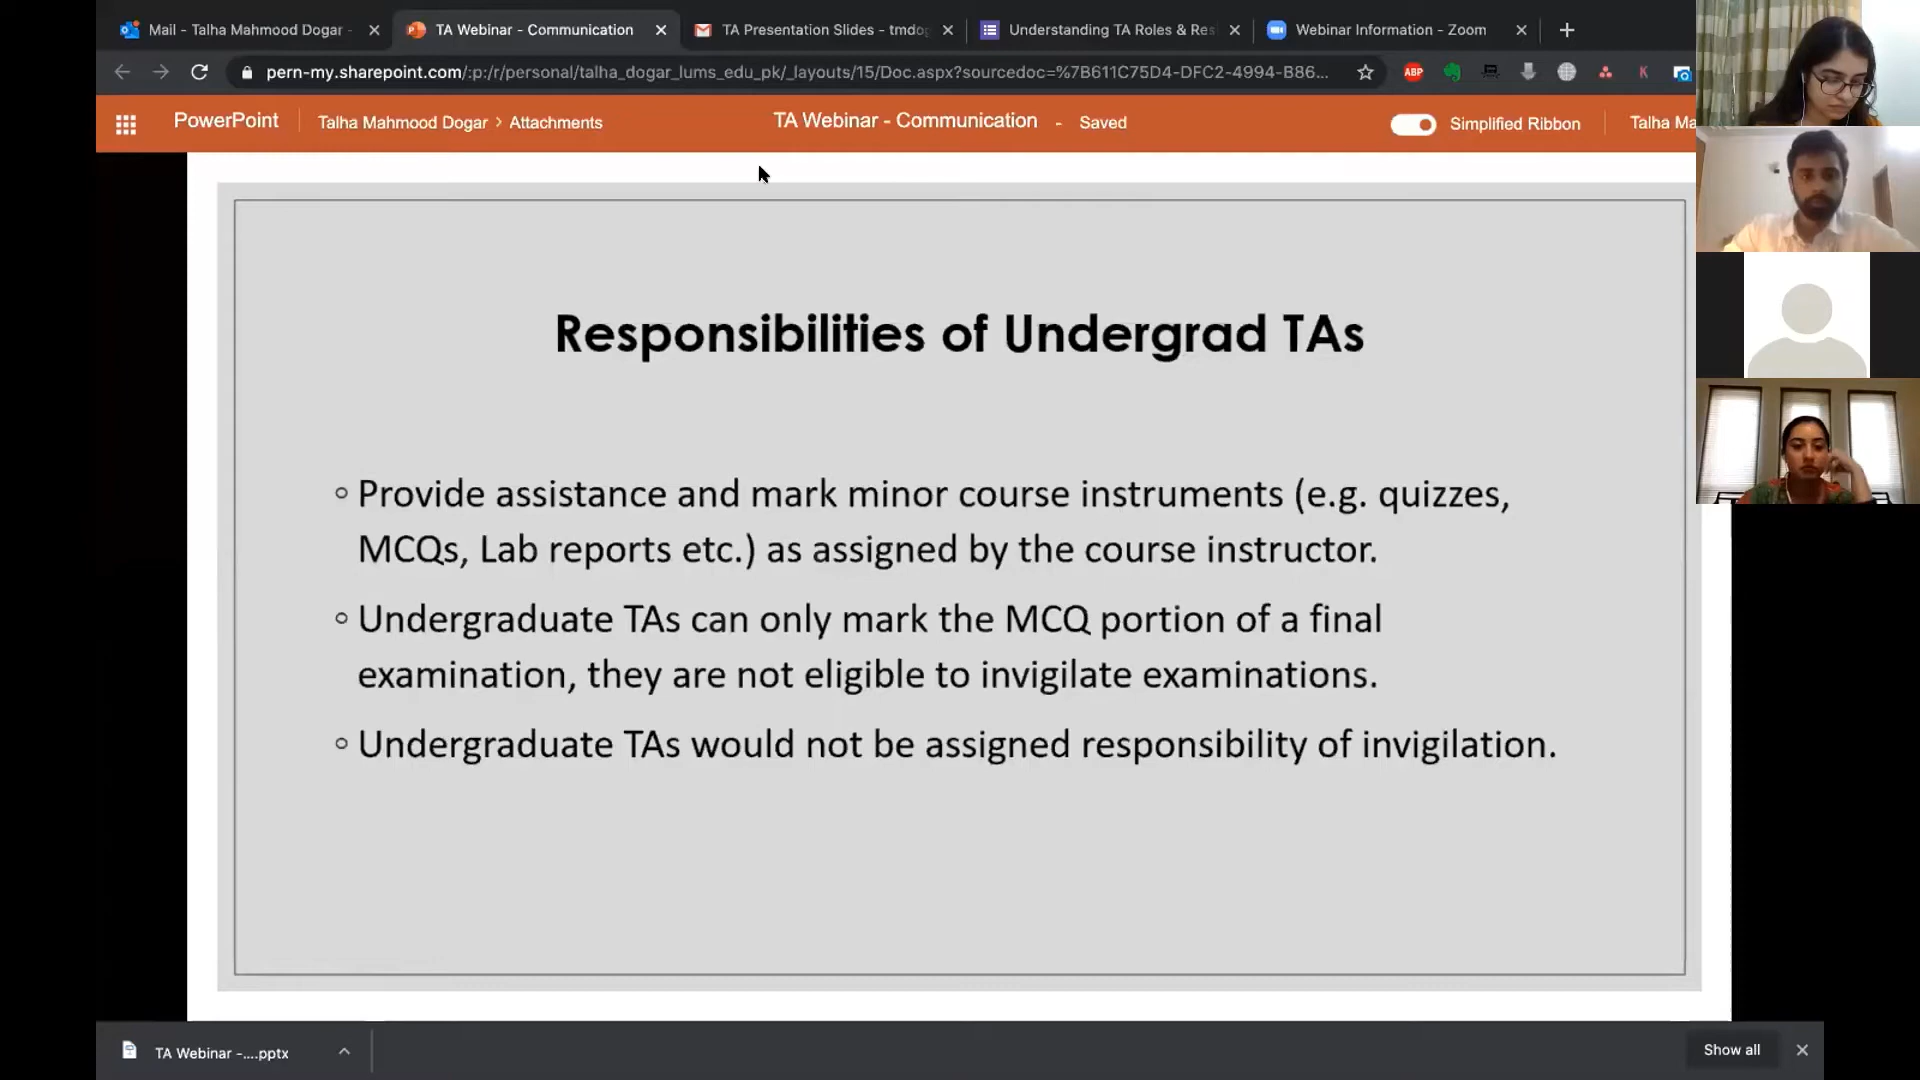 Mail - Talha Mahmood Dogar -
TA Webinar - Communication
TA Presentation Slides - tmdog
Understanding TA Roles & Res
Webinar Information - Zoom
pern-my.sharepoint.com/:p:/r/personal/talha_dogar_lums_edu_pk/_layouts/15/Doc.aspx?sourcedoc=%7B611C75D4-DFC2-4994-B86...
ABP
K
PowerPoint
Talha Mahmood Dogar > Attachments
TA Webinar - Communication - Saved
Simplified Ribbon
Talha Ma
Responsibilities of Undergrad TAs
◦ Provide assistance and mark minor course instruments (e.g. quizzes,
MCQs, Lab reports etc.) as assigned by the course instructor.
◦ Undergraduate TAs can only mark the MCQ portion of a final
examination, they are not eligible to invigilate examinations.
◦ Undergraduate TAs would not be assigned responsibility of invigilation.
TA Webinar -....pptx
Show all